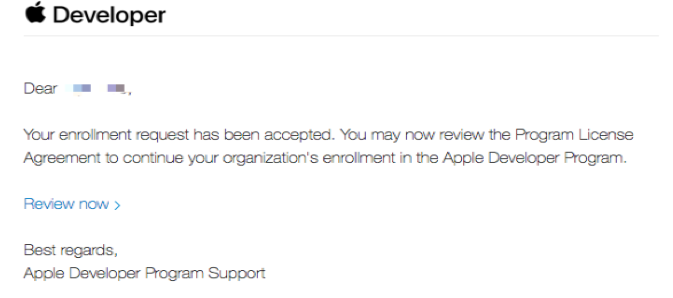 Developer
Dear ,
Your enrollment request has been accepted. You may now review the Program License
Agreement to continue your organization's enrollment in the Apple Developer Program.
Review now >
Best regards,
Apple Developer Program Support